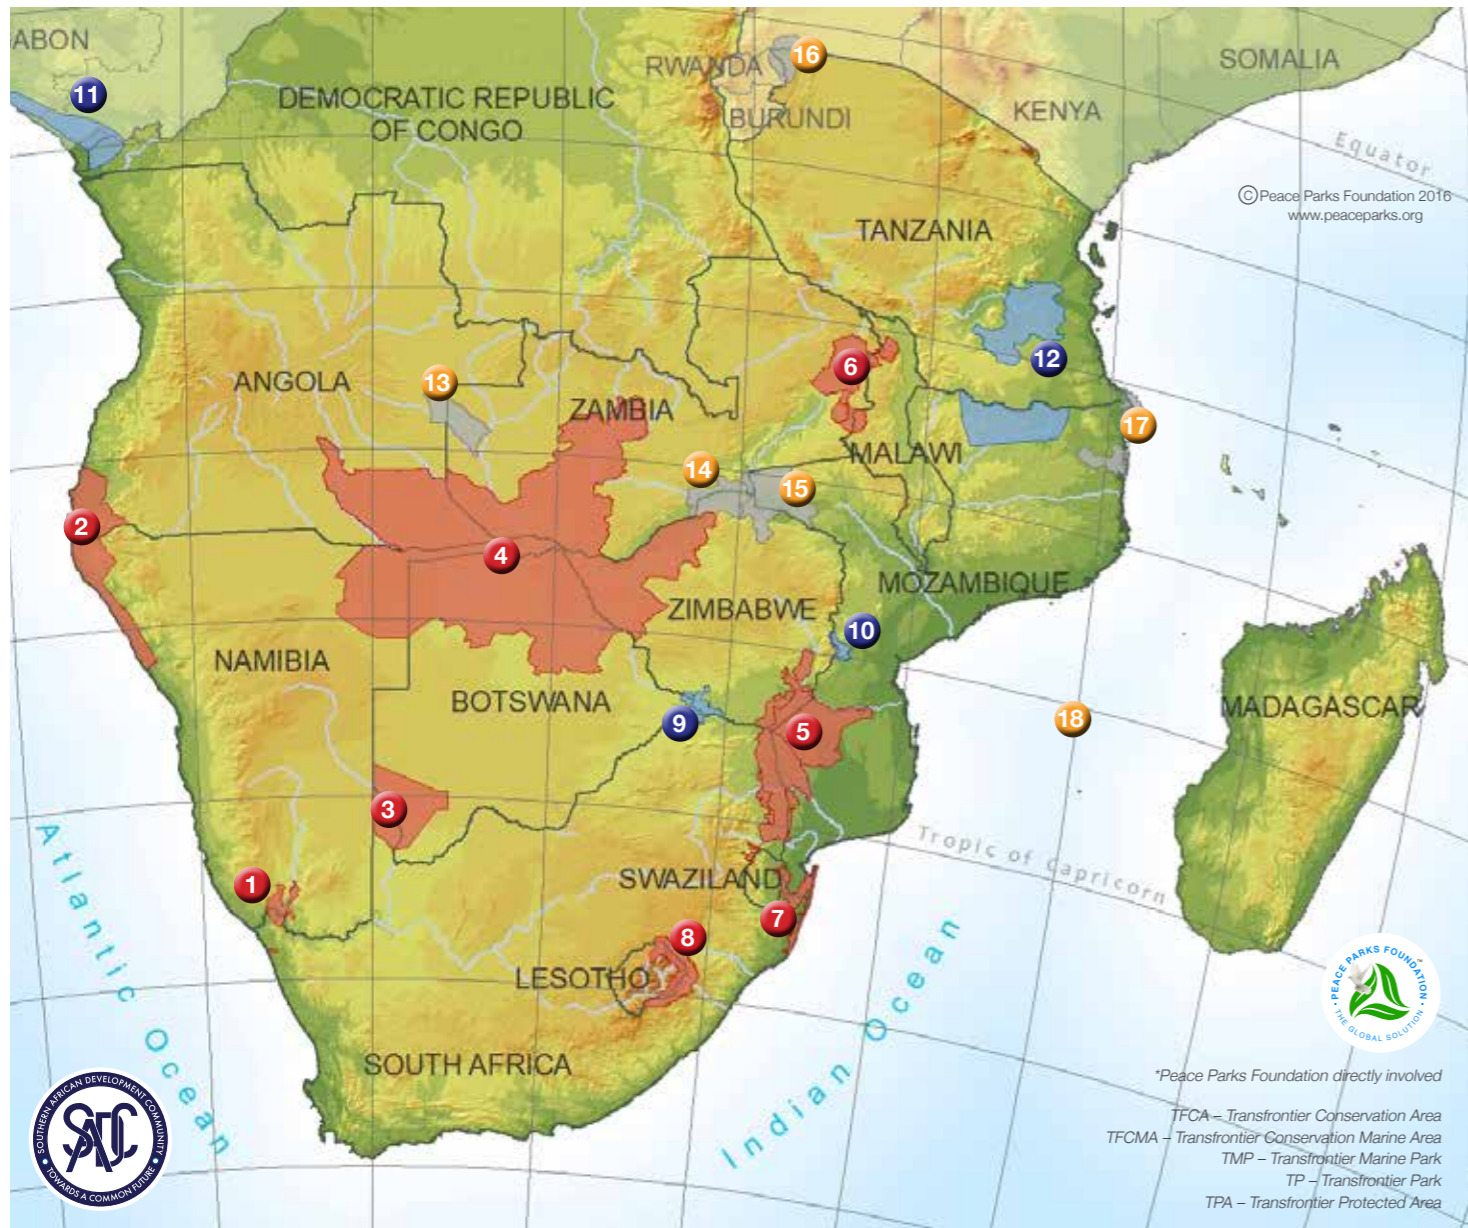 ABON
DEMOCRATIC REPUBLIC
OF CONGO
RWANDA
BURUNDI
KENYA
SOMALIA
Equator
© Peace Parks Foundation 2016
www.peaceparks.org
TANZANIA
ANGOLA
ZAMBIA
MALAWI
MOZAMBIQUE
ZIMBABWE
NAMIBIA
BOTSWANA
MADAGASCAR
Tropic of Capricorn
SWAZILAND
LESOTHO
SOUTH AFRICA
Atlantic Ocean
Indian Ocean
11
16
12
6
13
17
14
15
2
4
10
9
5
18
3
1
7
8
PEACE PARKS FOUNDATION
THE GLOBAL SOLUTION
SOUTHERN AFRICAN DEVELOPMENT COMMUNITY
SADC
TOWARDS A COMMON FUTURE
*Peace Parks Foundation directly involved
TFCA – Transfrontier Conservation Area
TFCMA – Transfrontier Conservation Marine Area
TMP – Transfrontier Marine Park
TP – Transfrontier Park
TPA – Transfrontier Protected Area